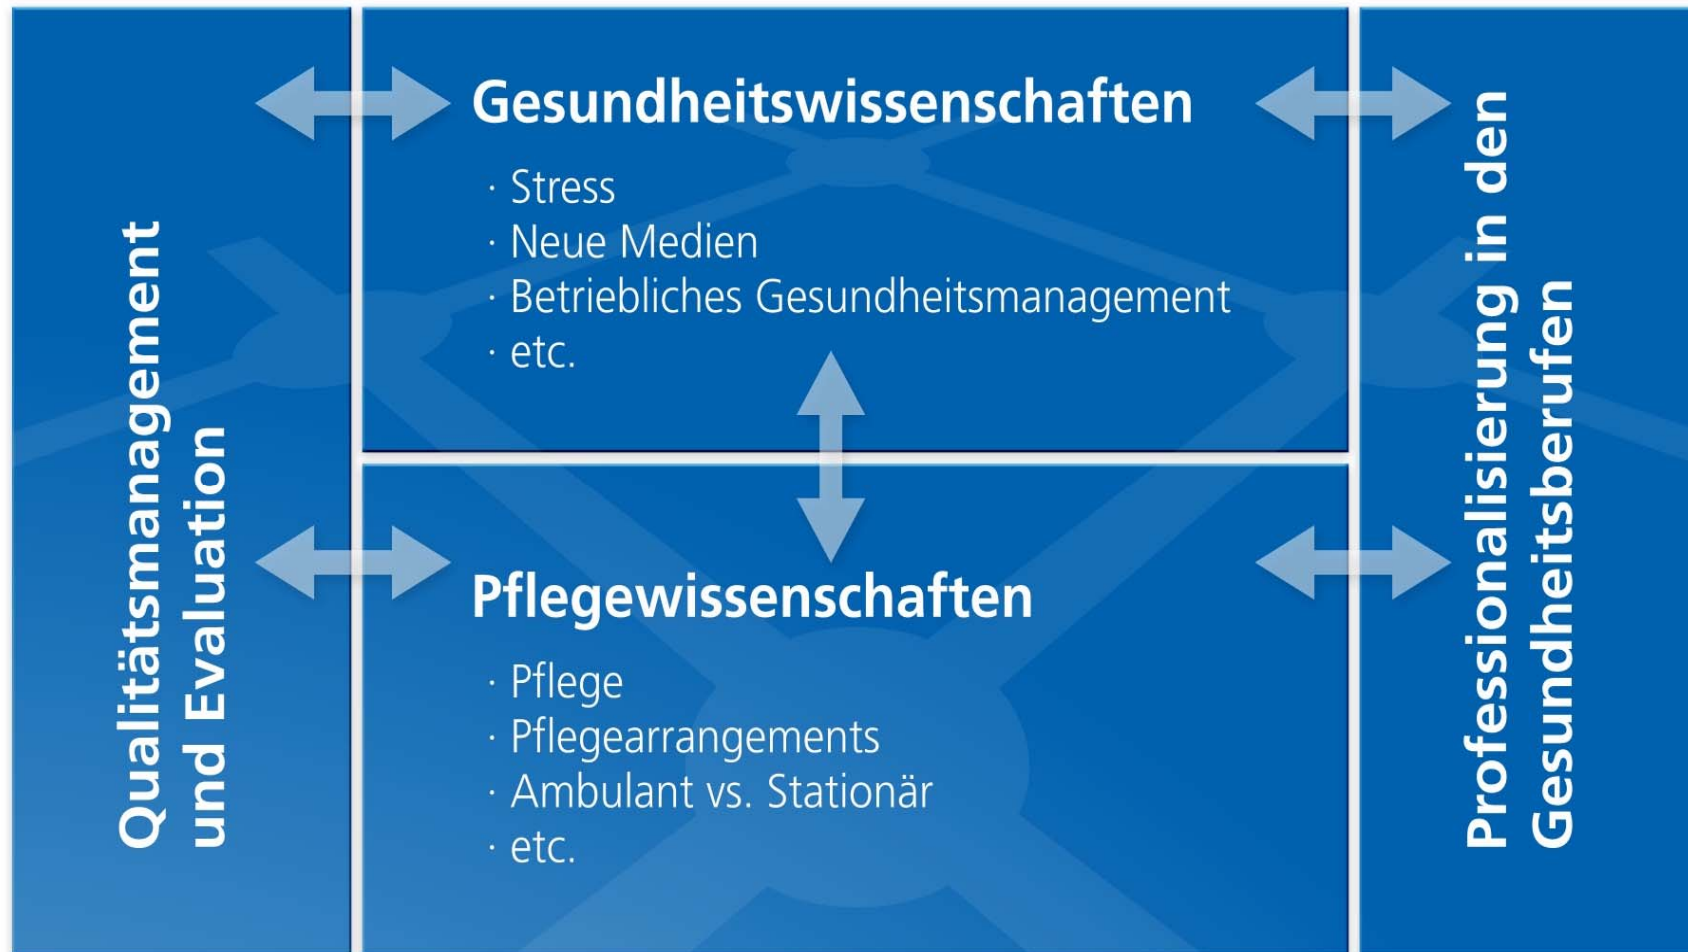 Qualitätsmanagement
und Evaluation
Gesundheitswissenschaften
· Stress
· Neue Medien
· Betriebliches Gesundheitsmanagement
· etc.
Pflegewissenschaften
· Pflege
· Pflegearrangements
· Ambulant vs. Stationär
· etc.
Professionalisierung in den
Gesundheitsberufen